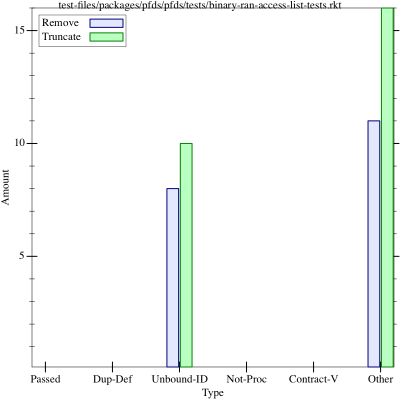 test-files/packages/pfds/pfds/tests/binary-ran-access-list-tests.rkt
Remove
Truncate
15
10
5
Amount
Passed Dup-Def Unbound-ID Not-Proc Contract-V Other
Type